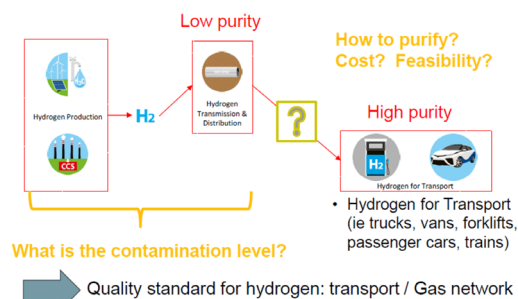 Low purity
How to purify?
Cost? Feasibility?
Hydrogen Production
H2
Hydrogen
Transmission &
Distribution
?
High purity
CCS
H2
Hydrogen for Transport
• Hydrogen for Transport
(ie trucks, vans, forklifts,
passenger cars, trains)
What is the contamination level?
Quality standard for hydrogen: transport / Gas network